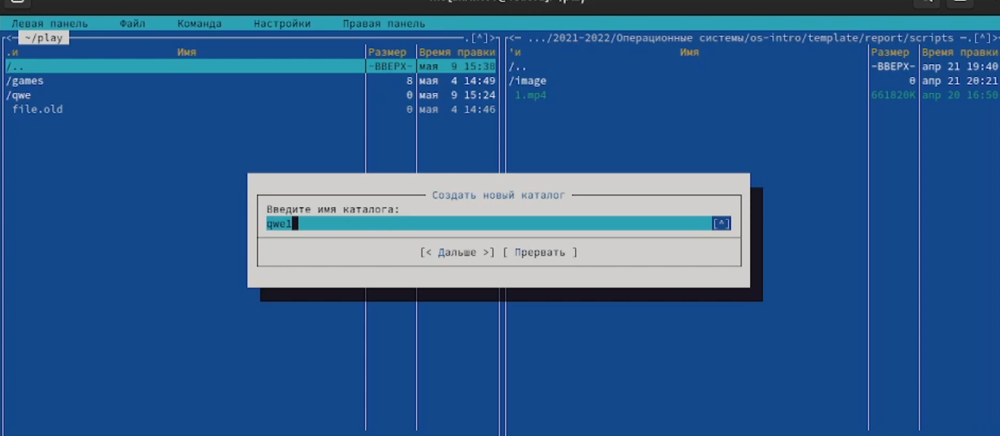 Левая панель Файл Команда Настройки Правая панель
<─ ~/play ─.[^]>
<─ .../2021-2022/Операционные системы/os-intro/template/report/scripts ─.[^]>
.и Имя Размер Время правки
'и Имя Размер Время правки
/.. -ВВЕРХ- мая 9 15:38
/.. -ВВЕРХ- апр 21 19:40
/games 8 мая 4 14:49
/image 0 апр 21 20:21
/qwe 0 мая 9 15:24
1.mp4 661820K апр 20 16:50
file.old 0 мая 4 14:46
Создать новый каталог
Введите имя каталога:
qwe1 [^]
[< Дальше >] [ Прервать ]